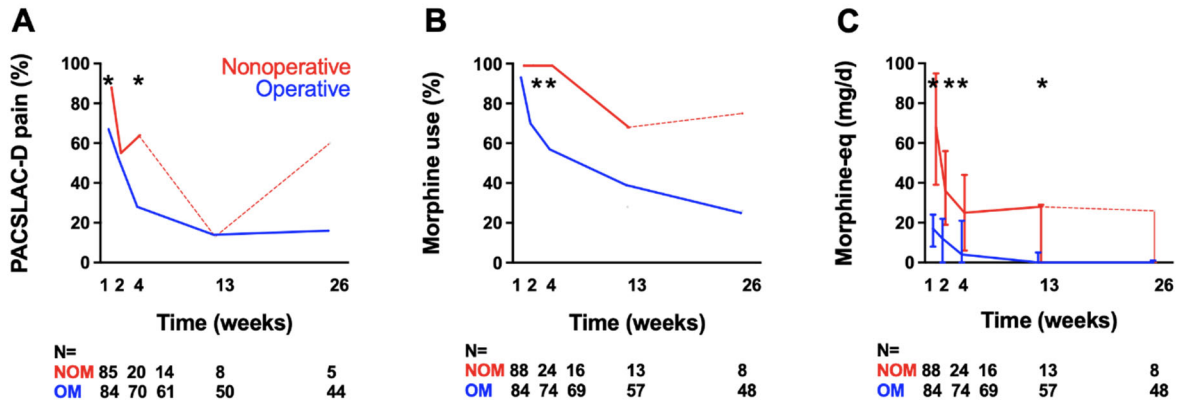 A
PACSLAC-D pain (%)
Nonoperative
Operative
100
80
60
40
20
0
* *
1 2 4 13 26
Time (weeks)
N=
NOM 85 20 14 8 5
OM 84 70 61 50 44
B
Morphine use (%)
100
80
60
40
20
0
**
1 2 4 13 26
Time (weeks)
N=
NOM 88 24 16 13 8
OM 84 74 69 57 48
C
Morphine-eq (mg/d)
100
80
60
40
20
0
* ** *
1 2 4 13 26
Time (weeks)
N=
NOM 88 24 16 13 8
OM 84 74 69 57 48